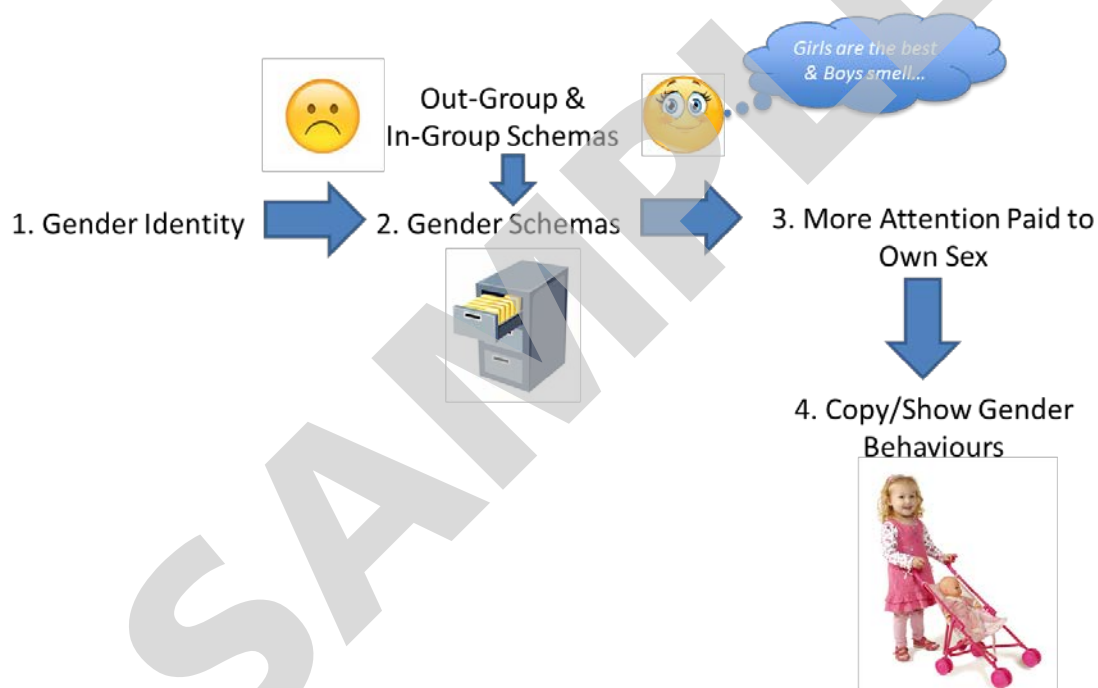 Girls are the best
& Boys smell...
Out-Group &
In-Group Schemas
1. Gender Identity
2. Gender Schemas
3. More Attention Paid to
Own Sex
4. Copy/Show Gender
Behaviours
SAMPLE